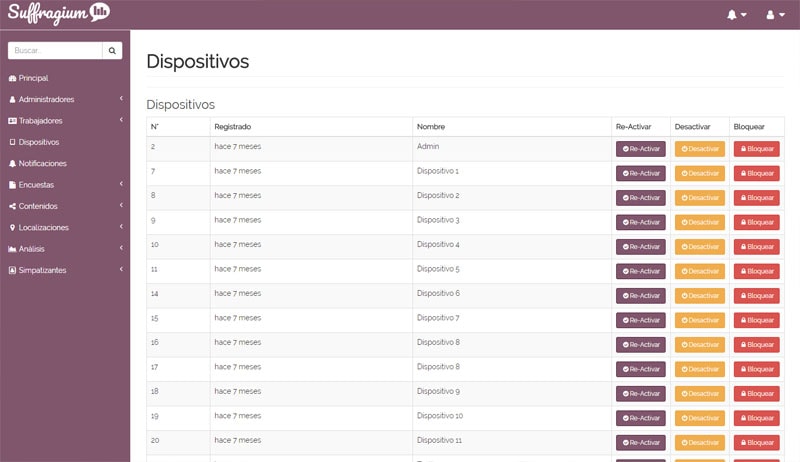 Suffragium
Buscar..
Principal
Administradores
Trabajadores
Dispositivos
Notificaciones
Encuestas
Contenidos
Localizaciones
Análisis
Simpatizantes
Dispositivos
Dispositivos
N° Registrado Nombre Re-Activar Desactivar Bloquear
2 hace 7 meses Admin Re-Activar Desactivar Bloquear
7 hace 7 meses Dispositivo 1 Re-Activar Desactivar Bloquear
8 hace 7 meses Dispositivo 2 Re-Activar Desactivar Bloquear
9 hace 7 meses Dispositivo 3 Re-Activar Desactivar Bloquear
10 hace 7 meses Dispositivo 4 Re-Activar Desactivar Bloquear
11 hace 7 meses Dispositivo 5 Re-Activar Desactivar Bloquear
14 hace 7 meses Dispositivo 6 Re-Activar Desactivar Bloquear
15 hace 7 meses Dispositivo 7 Re-Activar Desactivar Bloquear
16 hace 7 meses Dispositivo 8 Re-Activar Desactivar Bloquear
17 hace 7 meses Dispositivo 8 Re-Activar Desactivar Bloquear
18 hace 7 meses Dispositivo 9 Re-Activar Desactivar Bloquear
19 hace 7 meses Dispositivo 10 Re-Activar Desactivar Bloquear
20 hace 7 meses Dispositivo 11 Re-Activar Desactivar Bloquear